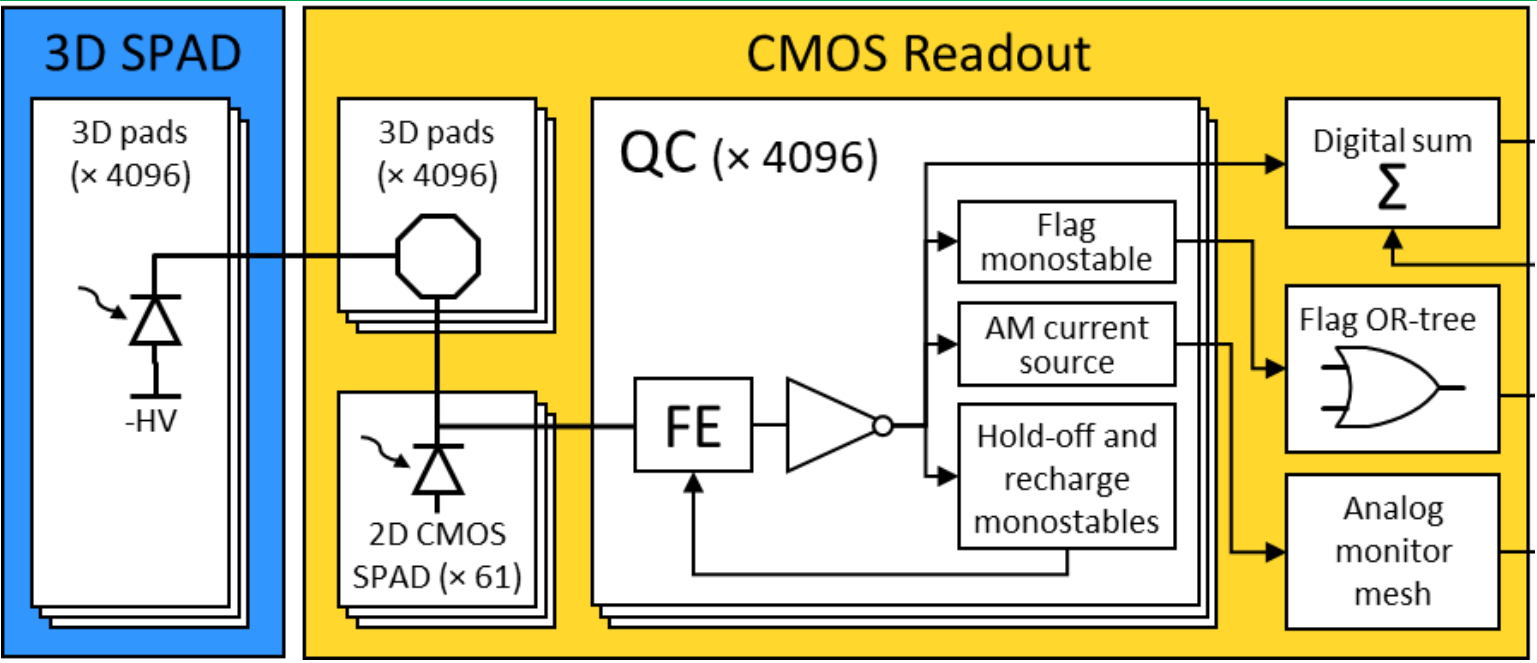 3D SPAD
3D pads
(× 4096)
-HV
CMOS Readout
3D pads
(× 4096)
2D CMOS
SPAD (× 61)
QC (× 4096)
FE
Flag
monostable
AM current
source
Hold-off and
recharge
monostables
Digital sum
Σ
Flag OR-tree
Analog
monitor
mesh